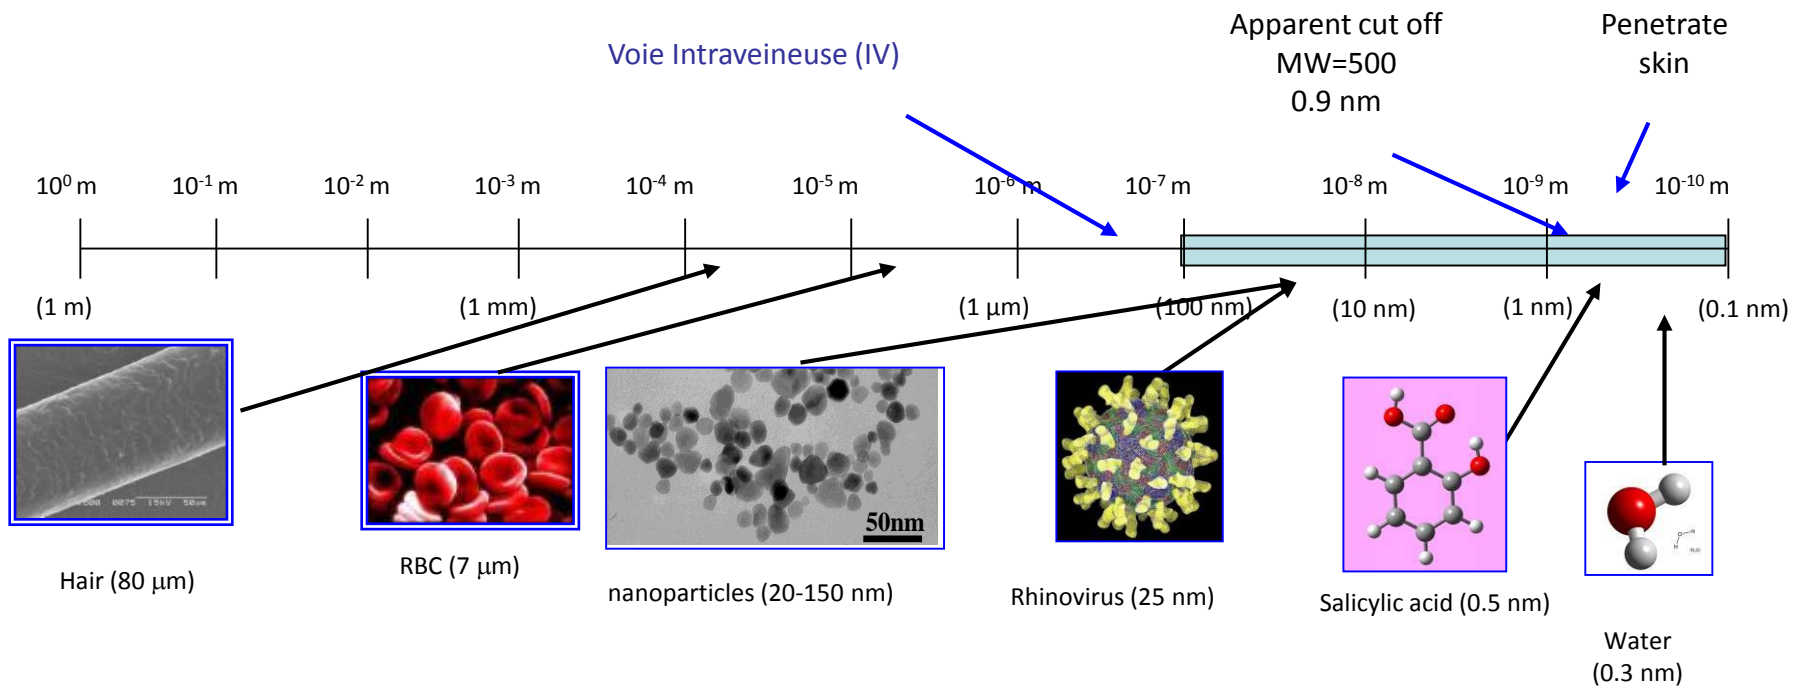 Voie Intraveineuse (IV)
Apparent cut off
MW=500
0.9 nm
Penetrate
skin
10⁰ m
10⁻¹ m
10⁻² m
10⁻³ m
10⁻⁴ m
10⁻⁵ m
10⁻⁶ m
10⁻⁷ m
10⁻⁸ m
10⁻⁹ m
10⁻¹⁰ m
(1 m)
(1 mm)
(1 µm)
(100 nm)
(10 nm)
(1 nm)
(0.1 nm)
0075 15kV 50µm
50nm
Hair (80 µm)
RBC (7 µm)
nanoparticles (20-150 nm)
Rhinovirus (25 nm)
Salicylic acid (0.5 nm)
Water
(0.3 nm)